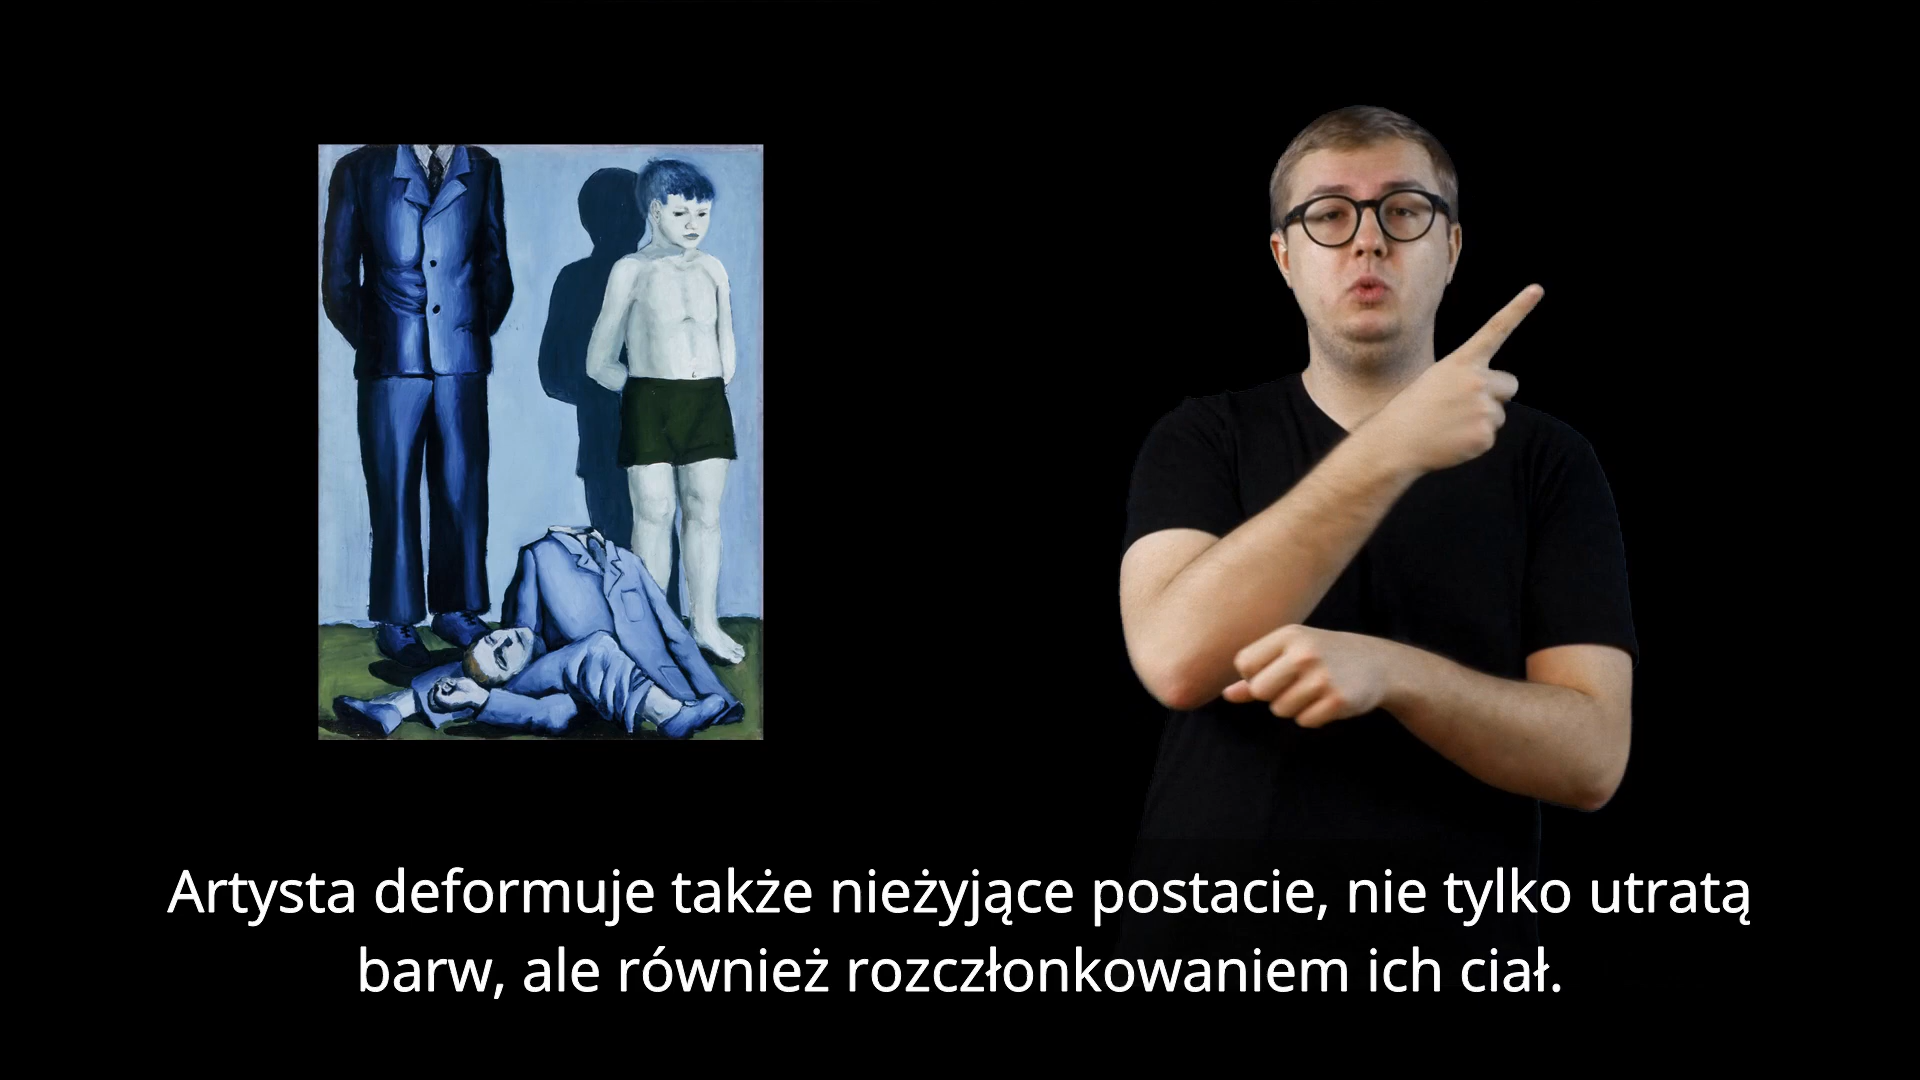 Artysta deformuje także nieżyjące postacie, nie tylko utratą
barw, ale również rozczłonkowaniem ich ciał.